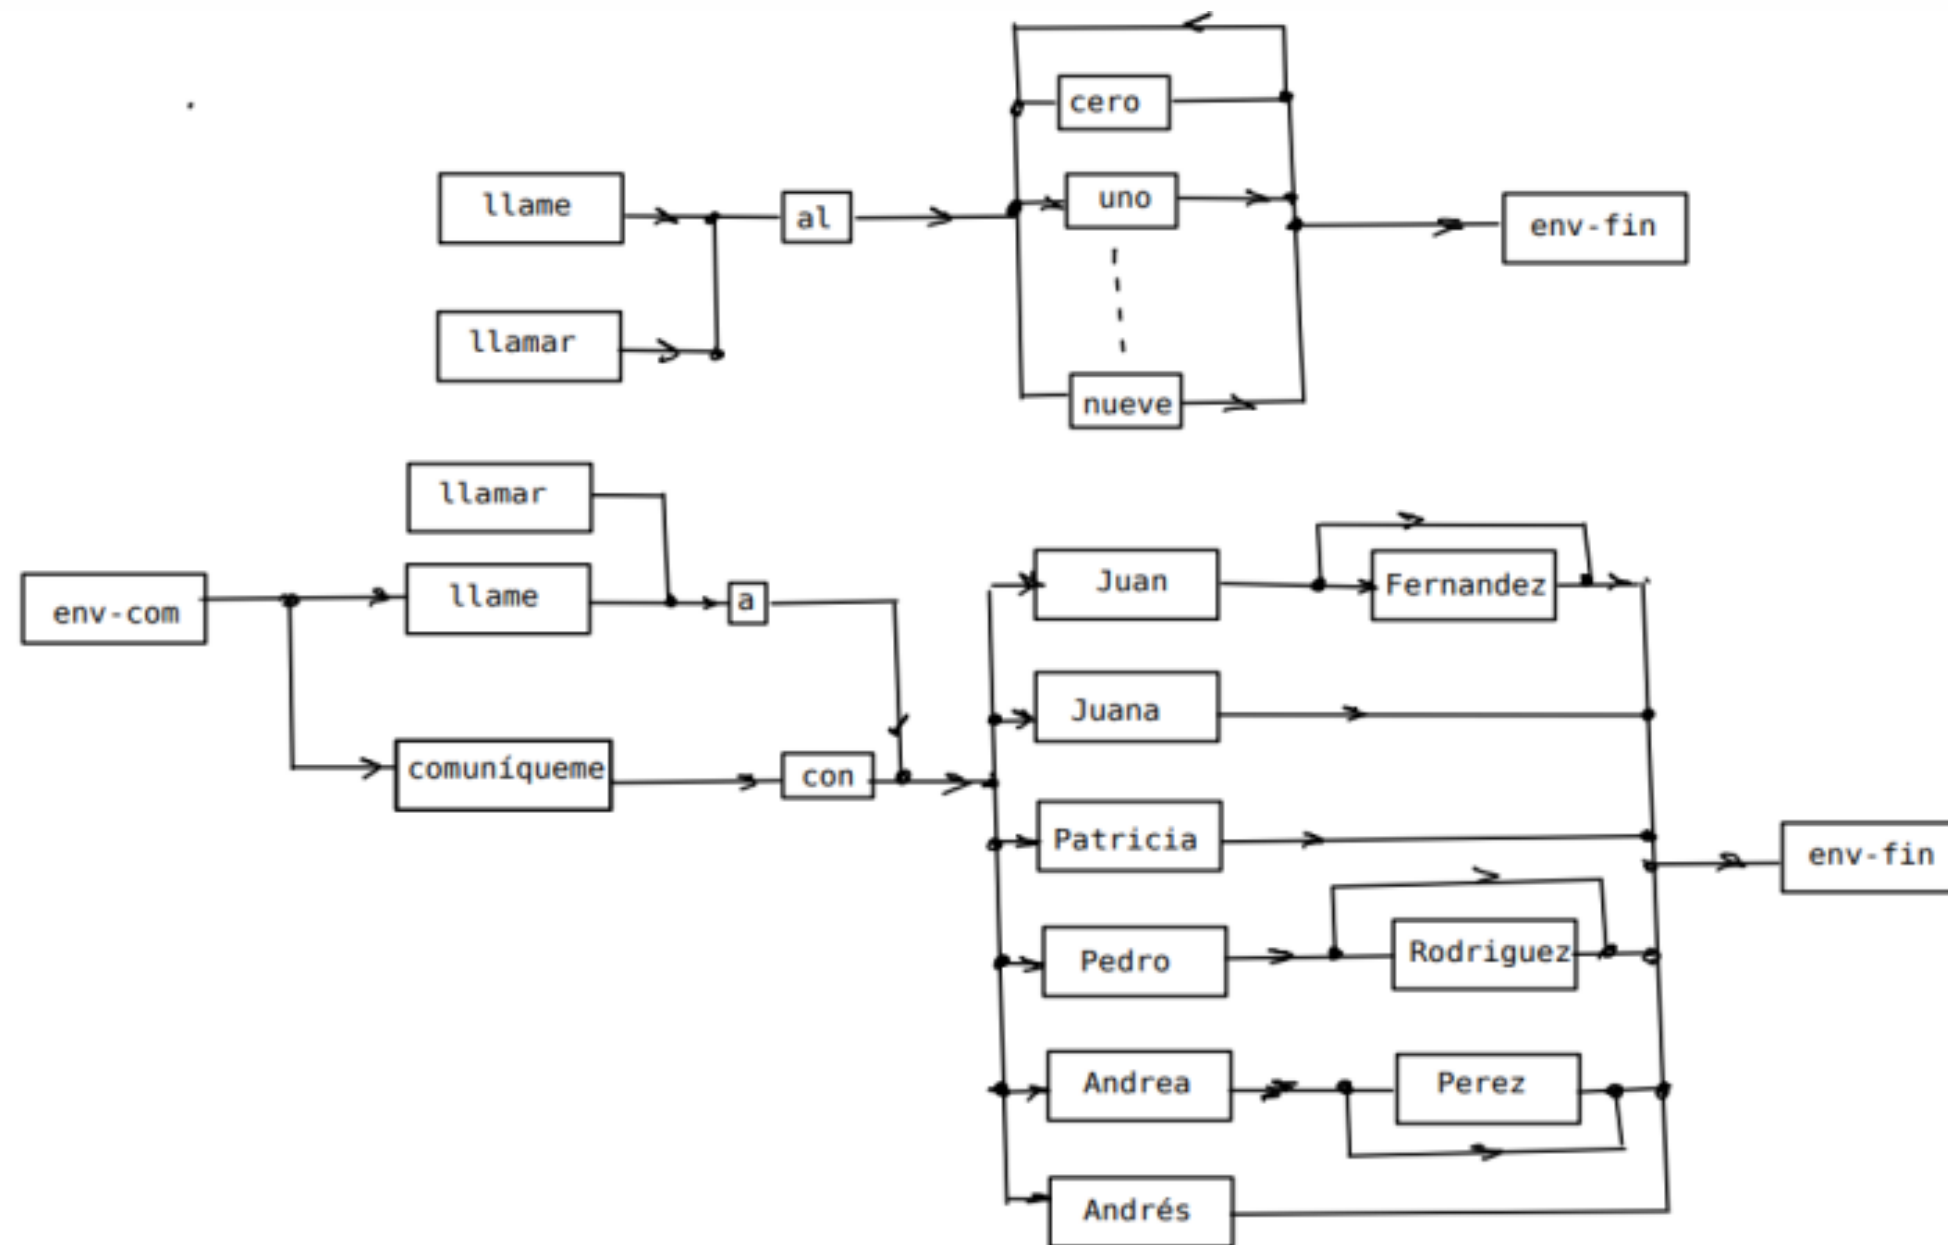 cero
uno
llame
al
env-fin
llamar
nueve
llamar
env-com
llame
a
comuníqueme
con
Juan
Fernandez
Juana
Patricia
env-fin
Pedro
Rodriguez
Andrea
Perez
Andrés